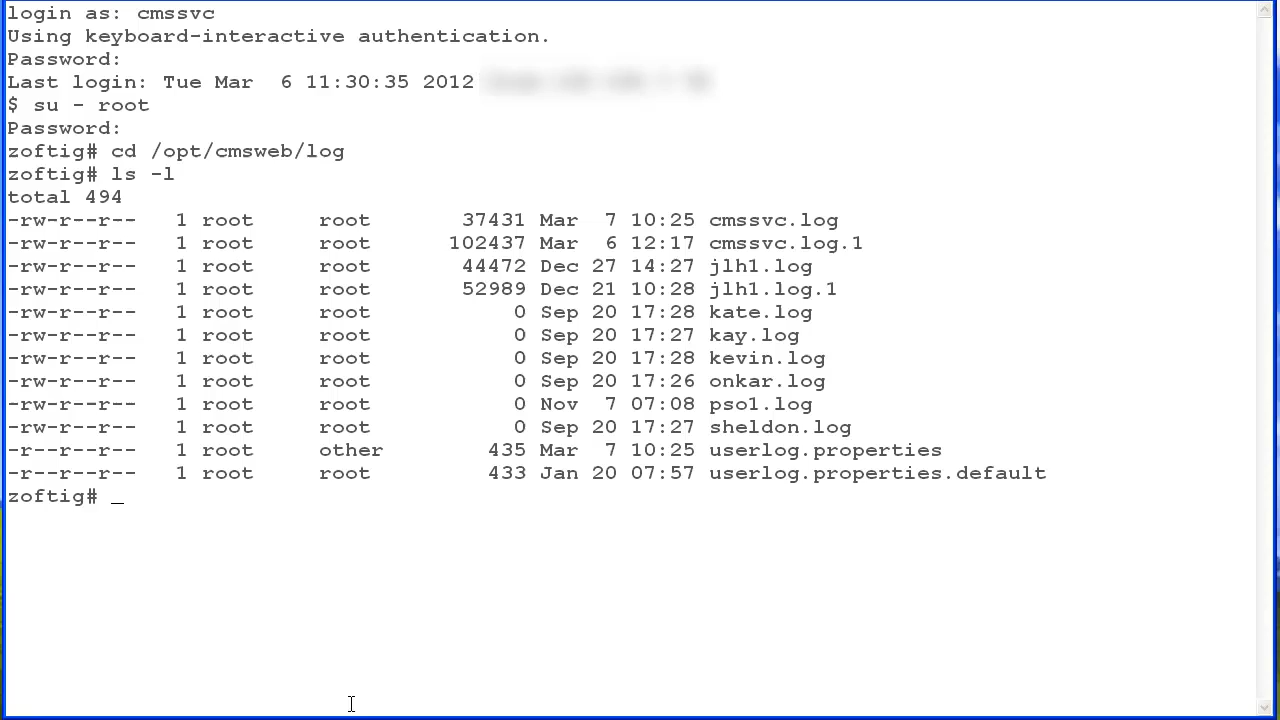 login as: cmssvc
Using keyboard-interactive authentication.
Password:
Last login: Tue Mar  6 11:30:35 2012
$ su - root
Password:
zoftig# cd /opt/cmsweb/log
zoftig# ls -l
total 494
-rw-r--r--   1 root     root       37431 Mar  7 10:25 cmssvc.log
-rw-r--r--   1 root     root      102437 Mar  6 12:17 cmssvc.log.1
-rw-r--r--   1 root     root       44472 Dec 27 14:27 jlh1.log
-rw-r--r--   1 root     root       52989 Dec 21 10:28 jlh1.log.1
-rw-r--r--   1 root     root           0 Sep 20 17:28 kate.log
-rw-r--r--   1 root     root           0 Sep 20 17:27 kay.log
-rw-r--r--   1 root     root           0 Sep 20 17:28 kevin.log
-rw-r--r--   1 root     root           0 Sep 20 17:26 onkar.log
-rw-r--r--   1 root     root           0 Nov  7 07:08 pso1.log
-rw-r--r--   1 root     root           0 Sep 20 17:27 sheldon.log
-r--r--r--   1 root     other        435 Mar  7 10:25 userlog.properties
-r--r--r--   1 root     root         433 Jan 20 07:57 userlog.properties.default
zoftig# _